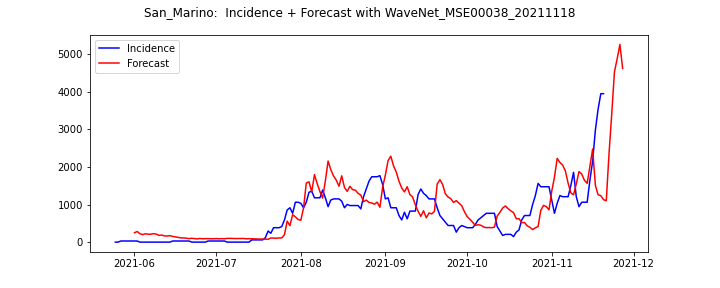 San_Marino:  Incidence + Forecast with WaveNet_MSE00038_20211118
Incidence
Forecast
5000
4000
3000
2000
1000
0
2021-06 2021-07 2021-08 2021-09 2021-10 2021-11 2021-12